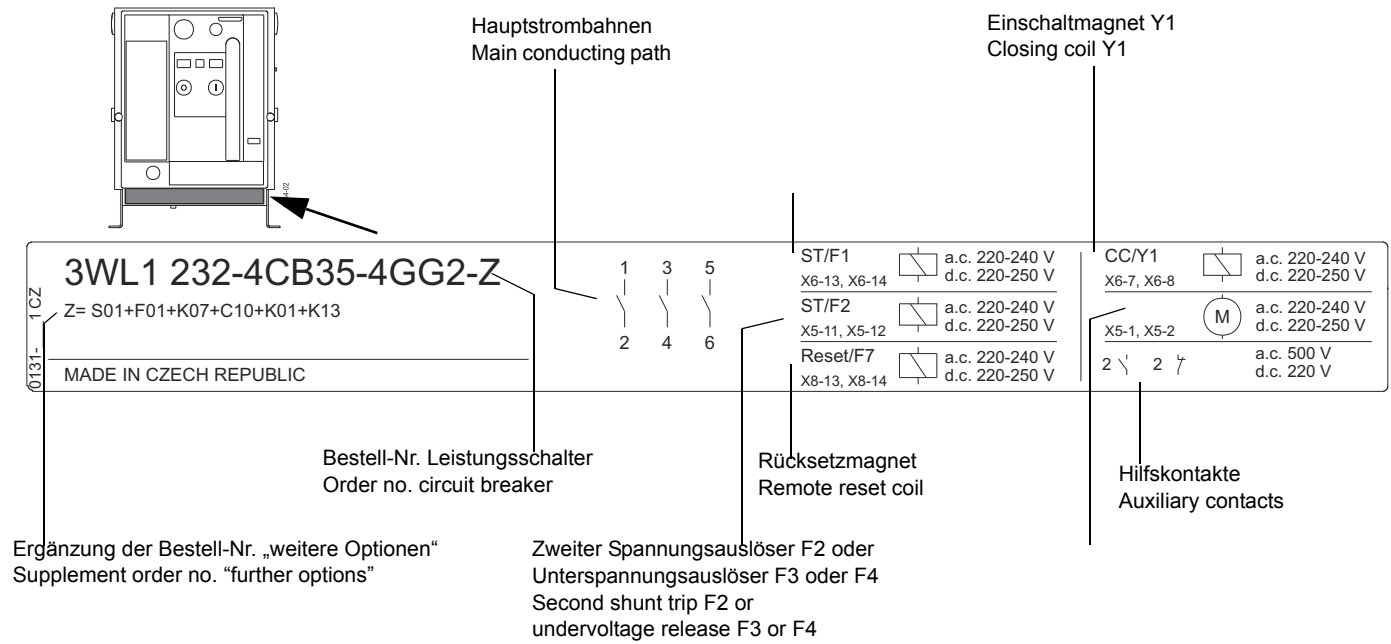 Hauptstrombahnen
Main conducting path
Einschaltmagnet Y1
Closing coil Y1
4-02
3WL1 232-4CB35-4GG2-Z
Z= S01+F01+K07+C10+K01+K13
MADE IN CZECH REPUBLIC
0131- 1 CZ
1 3 5
2 4 6
ST/F1
X6-13, X6-14
a.c. 220-240 V
d.c. 220-250 V
ST/F2
X5-11, X5-12
a.c. 220-240 V
d.c. 220-250 V
Reset/F7
X8-13, X8-14
a.c. 220-240 V
d.c. 220-250 V
CC/Y1
X6-7, X6-8
a.c. 220-240 V
d.c. 220-250 V
X5-1, X5-2
M
a.c. 220-240 V
d.c. 220-250 V
2 2
a.c. 500 V
d.c. 220 V
Bestell-Nr. Leistungsschalter
Order no. circuit breaker
Rücksetzmagnet
Remote reset coil
Hilfskontakte
Auxiliary contacts
Ergänzung der Bestell-Nr. „weitere Optionen“
Supplement order no. “further options”
Zweiter Spannungsauslöser F2 oder
Unterspannungsauslöser F3 oder F4
Second shunt trip F2 or
undervoltage release F3 or F4